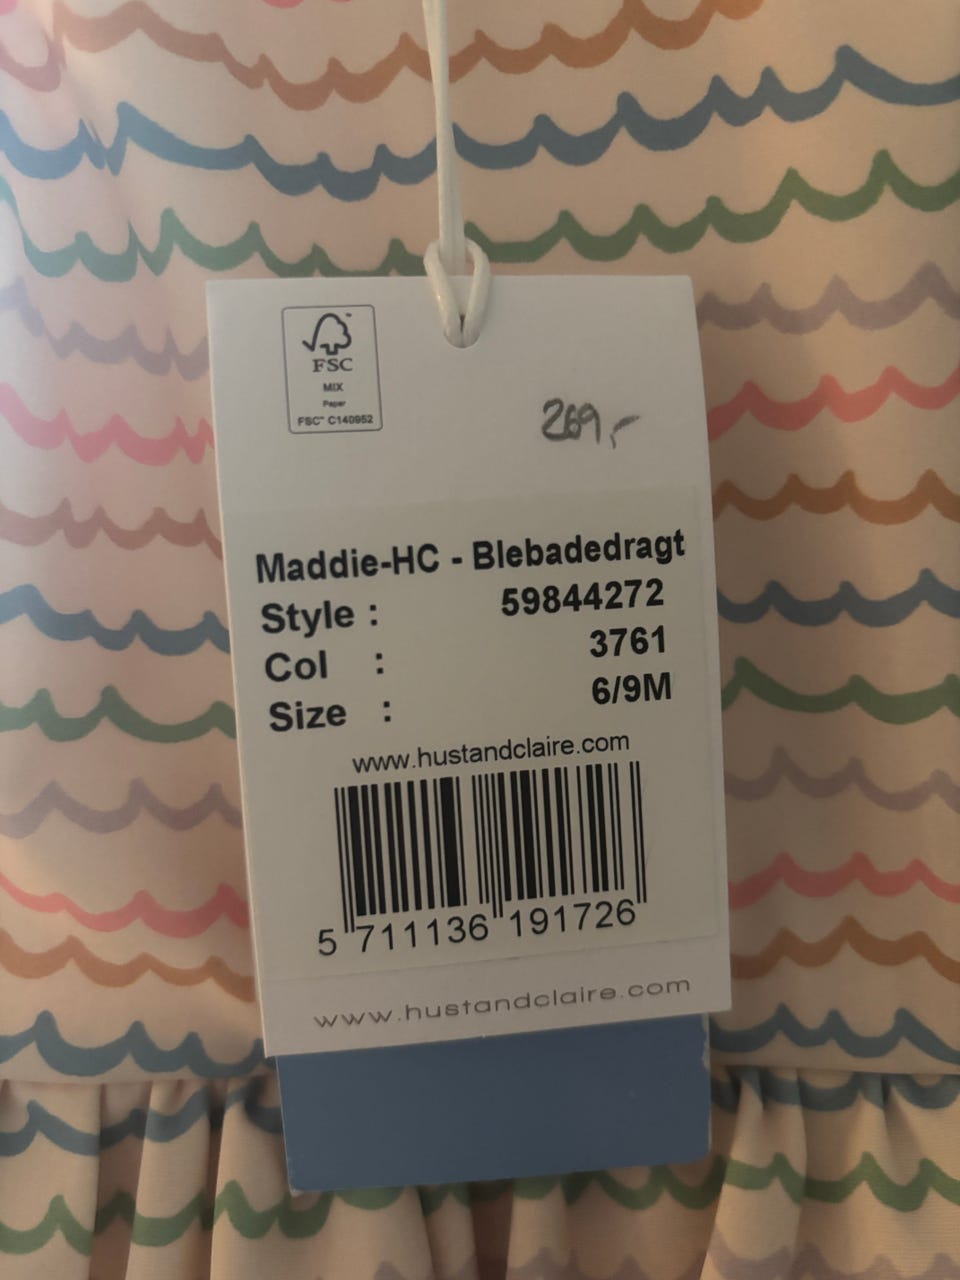 FSC™
MIX
Paper
FSC™ C140952
269,-
Maddie-HC - Blebadedragt
Style : 59844272
Col : 3761
Size : 6/9M
www.hustandclaire.com
5 711136 191726
www.hustandclaire.com